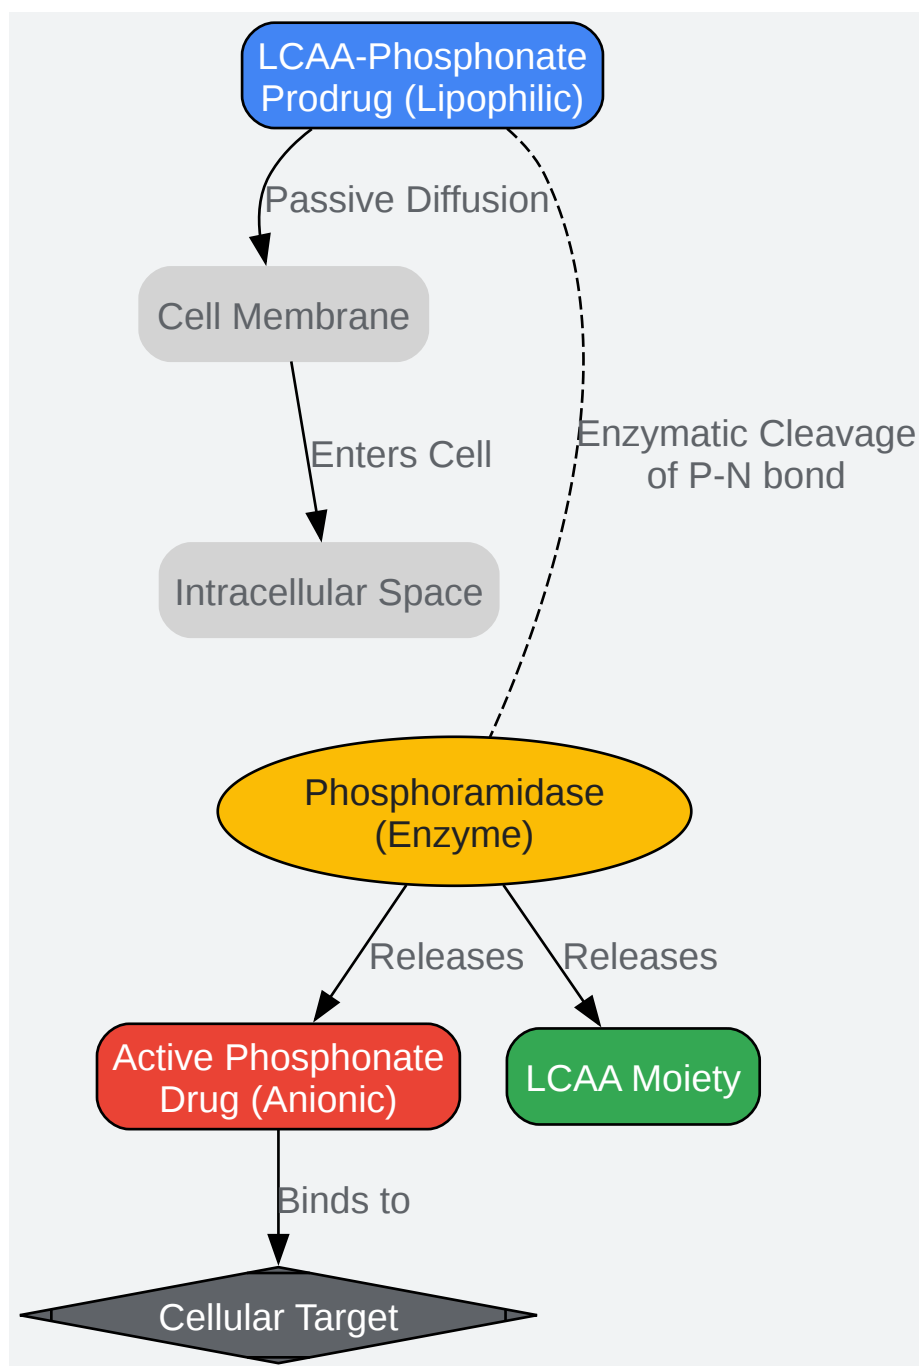 LCAA-Phosphonate
Prodrug (Lipophilic)
Passive Diffusion
Cell Membrane
Enzymatic Cleavage
of P-N bond
Enters Cell
Intracellular Space
Phosphoramidase
(Enzyme)
Releases
Releases
Active Phosphonate
Drug (Anionic)
LCAA Moiety
Binds to
Cellular Target